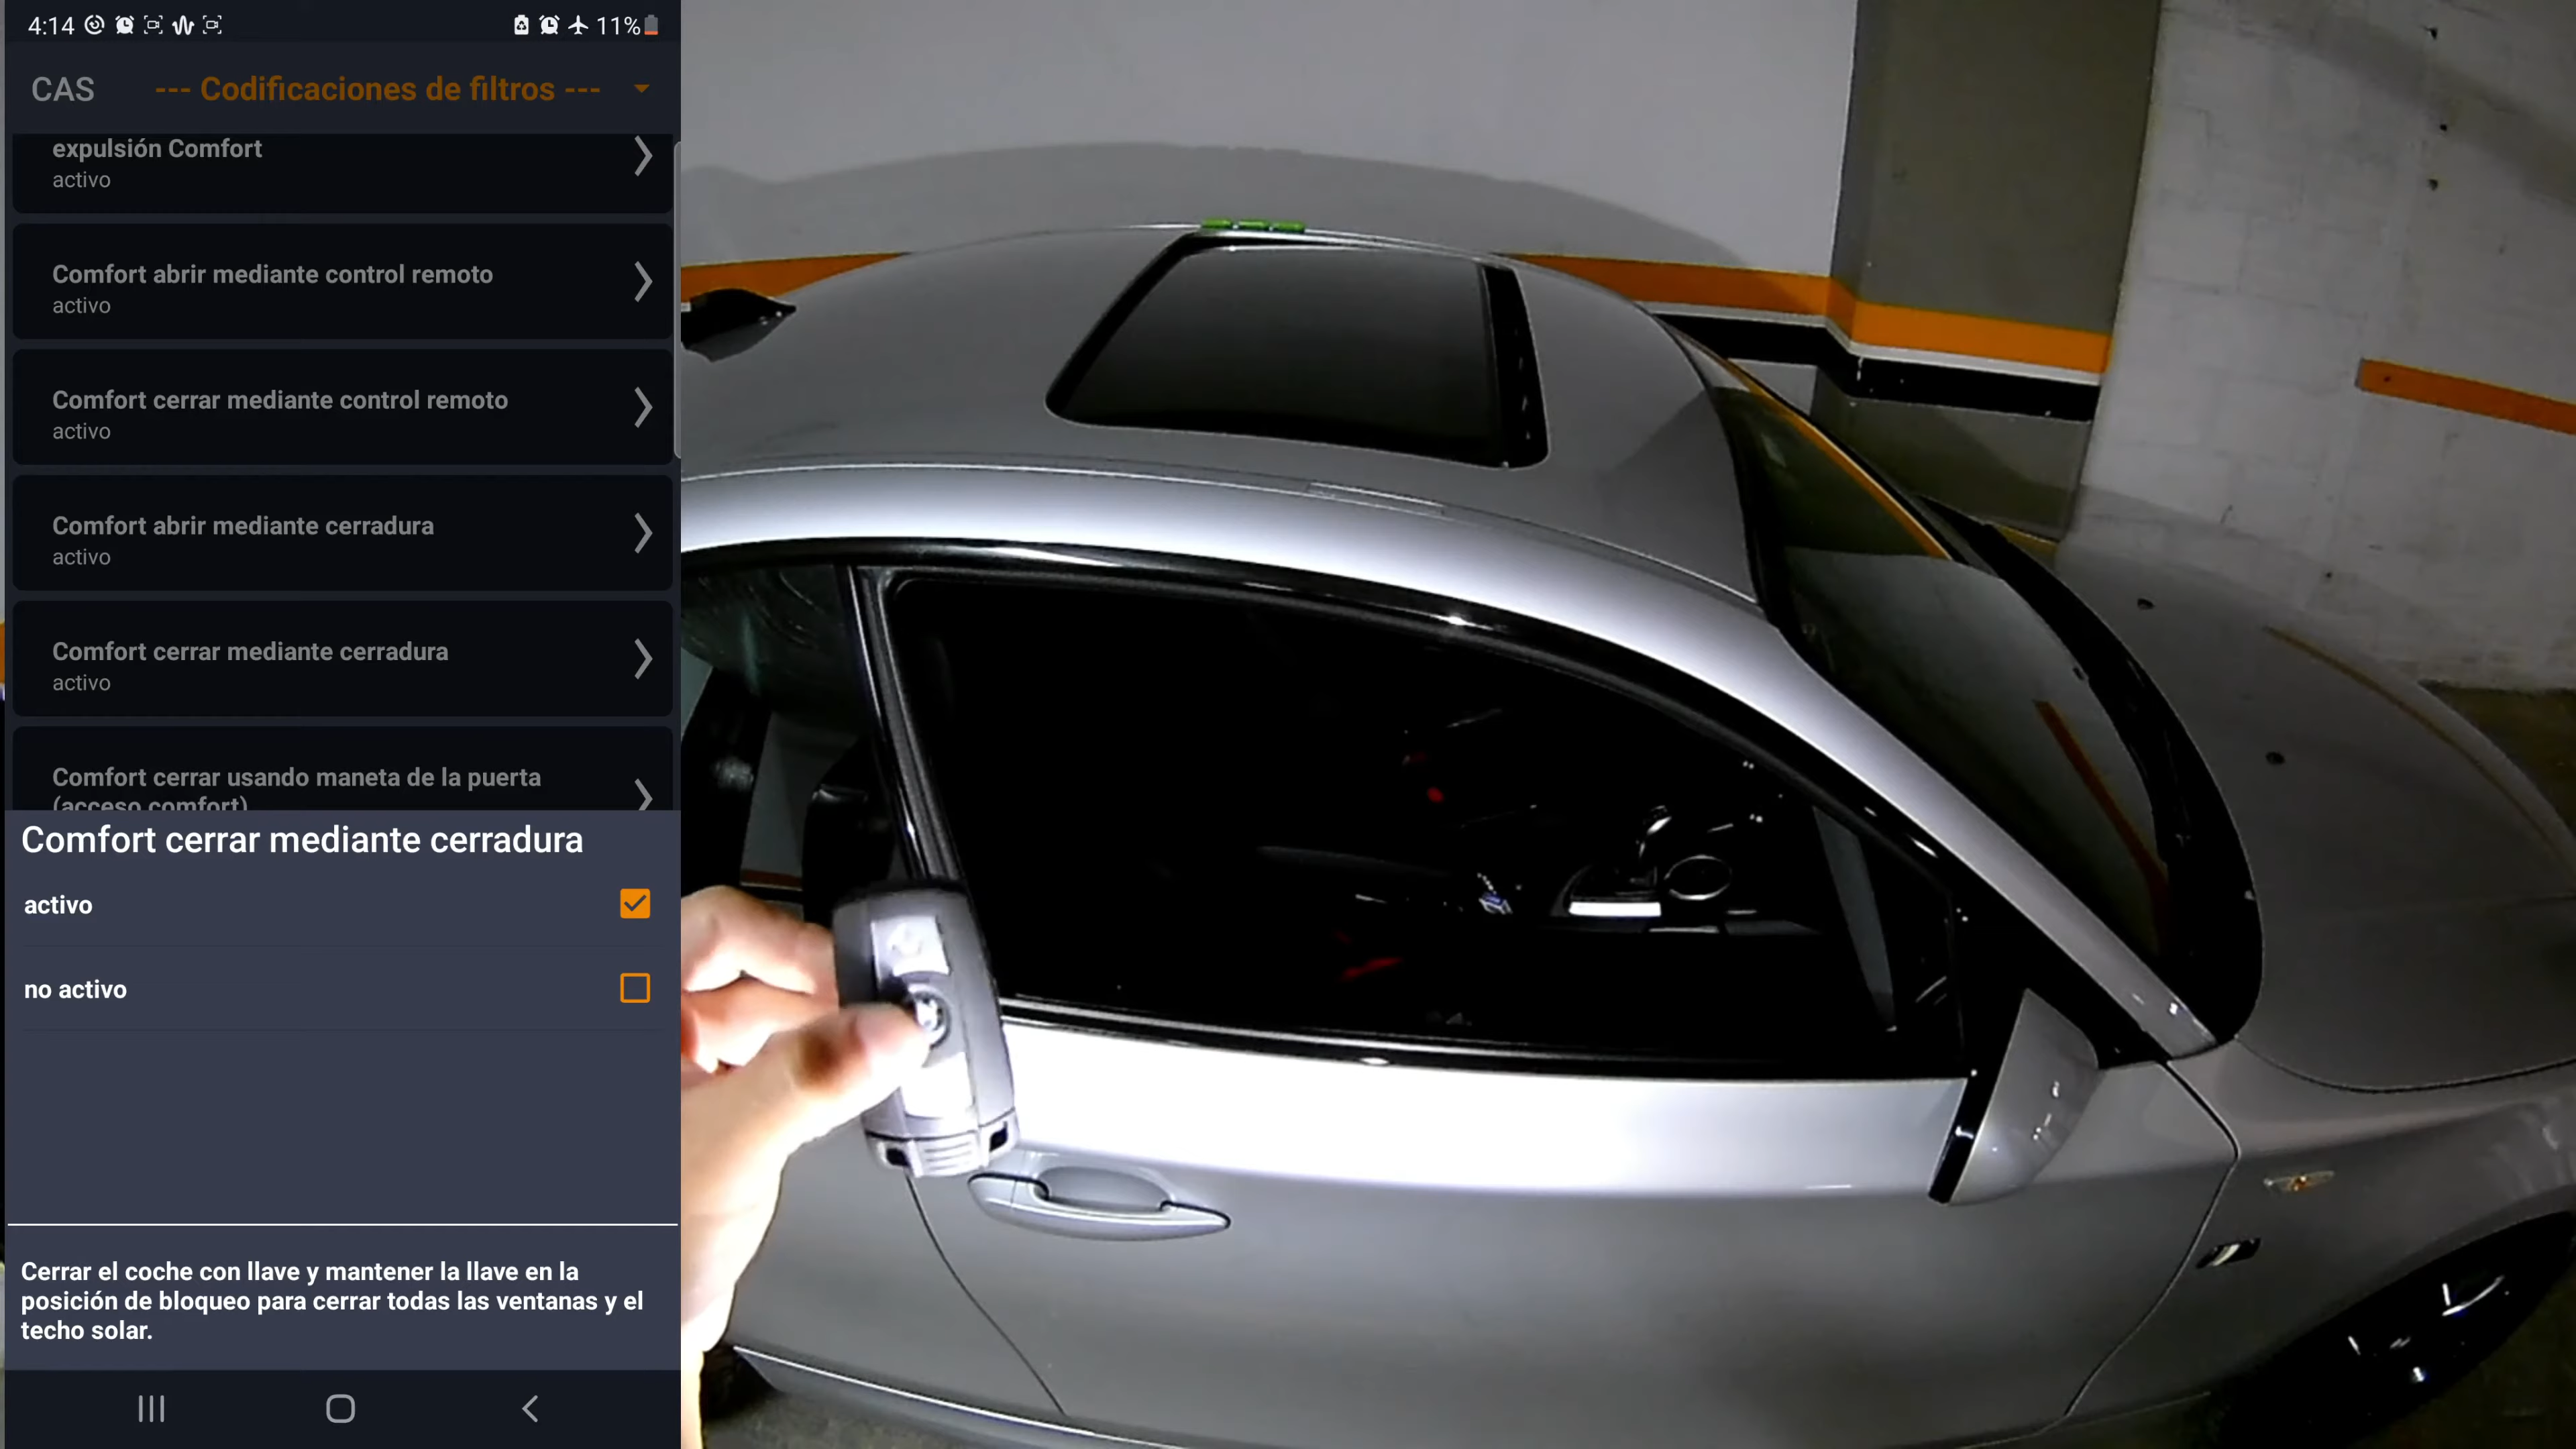 4:14
11%
CAS
--- Codificaciones de filtros ---
expulsión Comfort
activo
Comfort abrir mediante control remoto
activo
Comfort cerrar mediante control remoto
activo
Comfort abrir mediante cerradura
activo
Comfort cerrar mediante cerradura
activo
Comfort cerrar usando maneta de la puerta
(acceso comfort)
Comfort cerrar mediante cerradura
activo
no activo
Cerrar el coche con llave y mantener la llave en la
posición de bloqueo para cerrar todas las ventanas y el
techo solar.